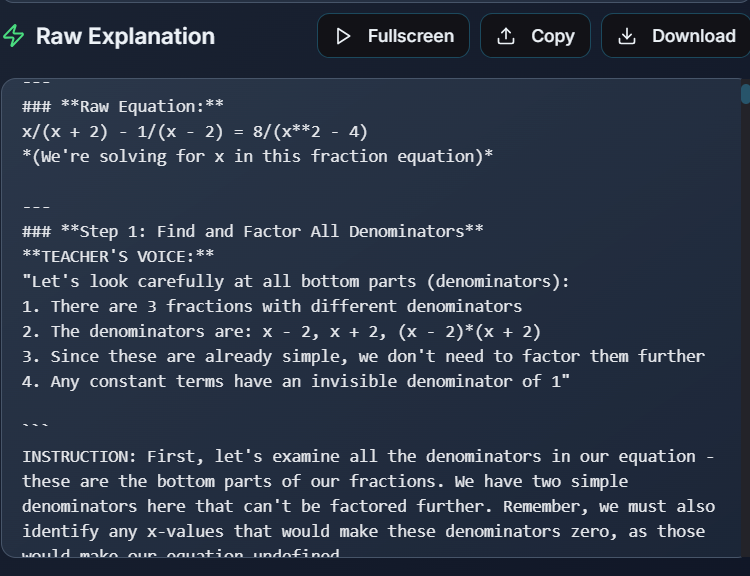 Raw Explanation
Fullscreen
Copy
Download
---
### **Raw Equation:**
x/(x + 2) - 1/(x - 2) = 8/(x**2 - 4)
*(We're solving for x in this fraction equation)*
---
### **Step 1: Find and Factor All Denominators**
**TEACHER'S VOICE:**
"Let's look carefully at all bottom parts (denominators):
1. There are 3 fractions with different denominators
2. The denominators are: x - 2, x + 2, (x - 2)*(x + 2)
3. Since these are already simple, we don't need to factor them further
4. Any constant terms have an invisible denominator of 1"
```
INSTRUCTION: First, let's examine all the denominators in our equation -
these are the bottom parts of our fractions. We have two simple
denominators here that can't be factored further. Remember, we must also
identify any x-values that would make these denominators zero, as those
would make our equation undefined